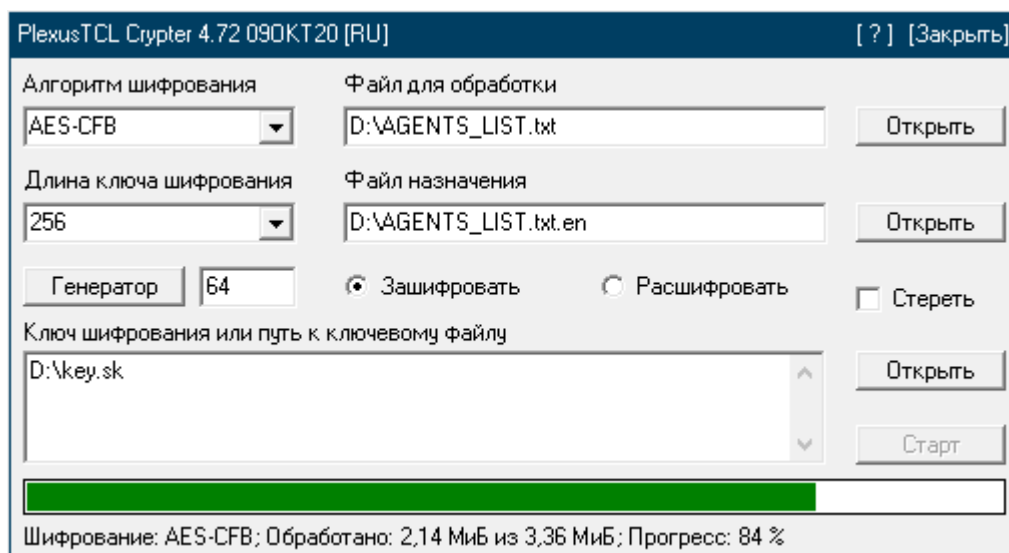 PlexusTCL Crypter 4.72 09OKT20 [RU] [ ? ] [Закрыть]
Алгоритм шифрования Файл для обработки
AES-CFB D:\AGENTS_LIST.txt Открыть
Длина ключа шифрования Файл назначения
256 D:\AGENTS_LIST.txt.en Открыть
Генератор 64 Зашифровать Расшифровать Стереть
Ключ шифрования или путь к ключевому файлу
D:\key.sk Открыть
Старт
Шифрование: AES-CFB; Обработано: 2,14 МиБ из 3,36 МиБ; Прогресс: 84 %